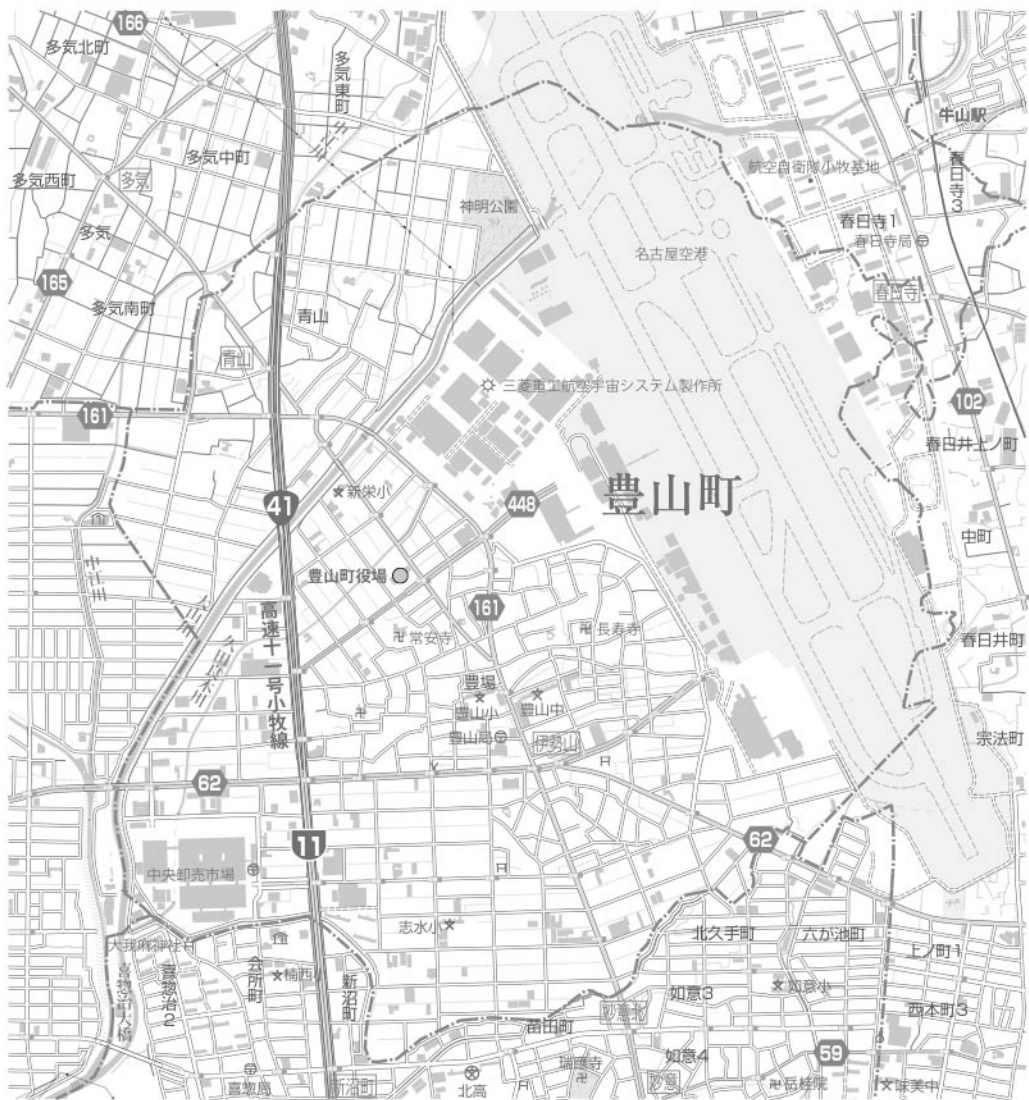 166
多気北町
多気東町
牛山駅
多気中町
多気西町
多気
航空自衛隊小牧基地
春日寺3
神明公園
多気
春日寺1
春日寺局
名古屋空港
165
多気南町
春日寺
青山
青山
三菱重工航空宇宙システム製作所
161
102
春日井上ノ町
豊山町
新栄小
41
448
中町
中江川
豊山町役場
161
高速十一号小牧線
常安寺
長寿寺
春日井町
豊場
豊山小
豊山中
豊山局
伊勢山
宗法町
62
11
62
中央卸売市場
志水小
北久手町
六が池町
大我麻神社
上ノ町1
会所町
楠西小
新沼町
喜惣治大橋
喜惣治2
如意3
如意小
西本町3
苗田町
如意4
59
喜惣局
新沼町
北高
瑞應寺
岳桂院
味美中